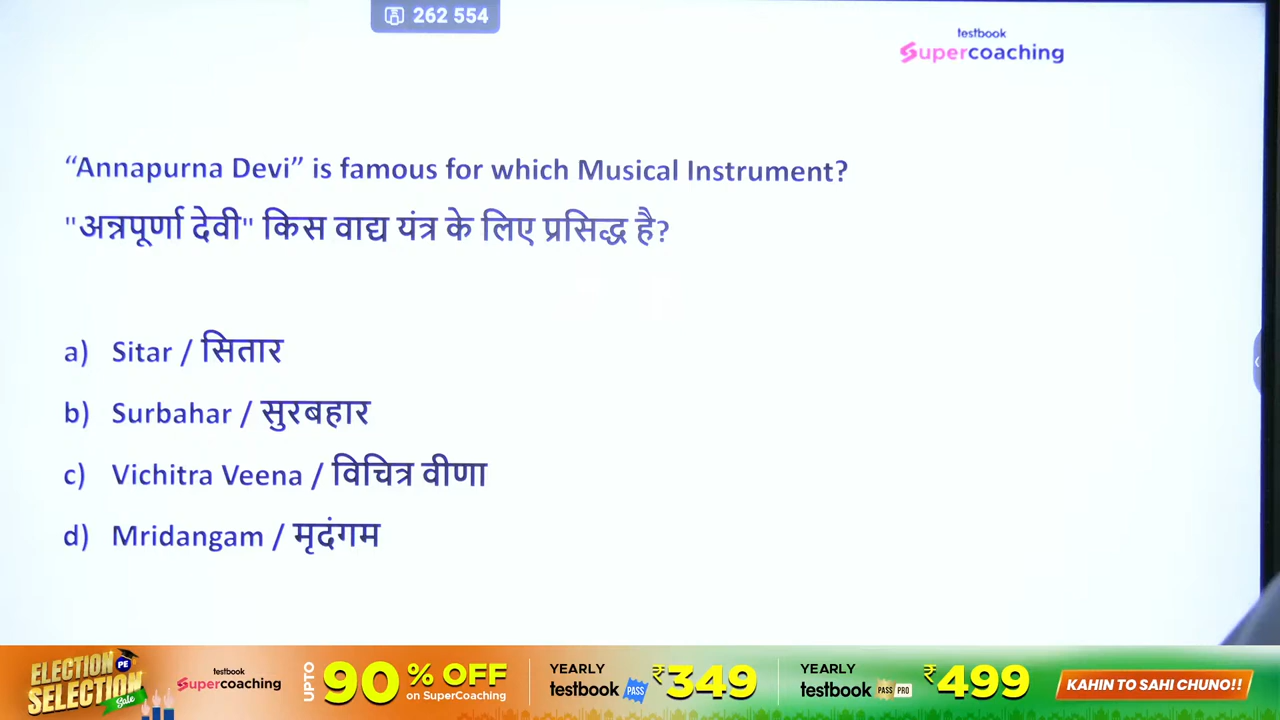 262 554
testbook
Supercoaching
“Annapurna Devi” is famous for which Musical Instrument?
"अन्नपूर्णा देवी" किस वाद्य यंत्र के लिए प्रसिद्ध है?
a) Sitar / सितार
b) Surbahar / सुरबहार
c) Vichitra Veena / विचित्र वीणा
d) Mridangam / मृदंगम
ELECTION PE
SELECTION
Sale
testbook
Supercoaching
UPTO
90% OFF
on SuperCoaching
YEARLY
testbook PASS
₹349
YEARLY
testbook PASS PRO
₹499
KAHIN TO SAHI CHUNO!!